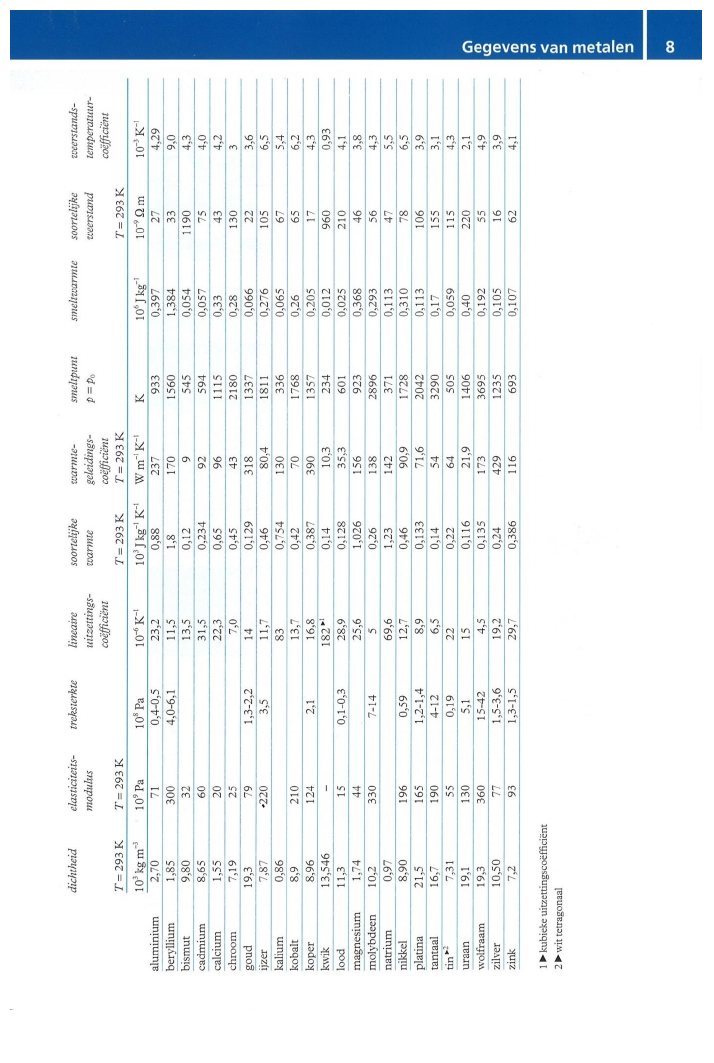 Gegevens van metalen 8
dichtheid elasticiteits- treksterkte lineaire soortelijke warmte- smeltpunt smeltwarmte soortelijke weerstands-
modulus uitzettings- warmte geleidings- p = p₀ weerstand temperatuur-
coëfficiënt coëfficiënt coëfficiënt
T = 293 K T = 293 K T = 293 K T = 293 K T = 293 K
10³ kg m⁻³ 10⁹ Pa 10⁸ Pa 10⁻⁶ K⁻¹ 10³ J kg⁻¹ K⁻¹ W m⁻¹ K⁻¹ K 10⁶ J kg⁻¹ 10⁻⁹ Ω m 10⁻³ K⁻¹
aluminium 2,70 71 0,4-0,5 23,2 0,88 237 933 0,397 27 4,29
beryllium 1,85 300 4,0-6,1 11,5 1,8 170 1560 1,384 33 9,0
bismut 9,80 32 13,5 0,12 9 545 0,054 1190 4,3
cadmium 8,65 60 31,5 0,234 92 594 0,057 75 4,0
calcium 1,55 20 22,3 0,65 96 1115 0,33 43 4,2
chroom 7,19 25 7,0 0,45 43 2180 0,28 130 3
goud 19,3 79 1,3-2,2 14 0,129 318 1337 0,066 22 3,6
ijzer 7,87 220 3,5 11,7 0,46 80,4 1811 0,276 105 6,5
kalium 0,86 83 0,754 130 336 0,065 67 5,4
kobalt 8,9 210 13,7 0,42 70 1768 0,26 65 6,2
koper 8,96 124 2,1 16,8 0,387 390 1357 0,205 17 4,3
kwik 13,546 – 182 ►1 0,14 10,3 234 0,012 960 0,93
lood 11,3 15 0,1-0,3 28,9 0,128 35,3 601 0,025 210 4,1
magnesium 1,74 44 25,6 1,026 156 923 0,368 46 3,8
molybdeen 10,2 330 7-14 5 0,26 138 2896 0,293 56 4,3
natrium 0,97 69,6 1,23 142 371 0,113 47 5,5
nikkel 8,90 196 0,59 12,7 0,46 90,9 1728 0,310 78 6,5
platina 21,5 165 1,2-1,4 8,9 0,133 71,6 2042 0,113 106 3,9
tantaal 16,7 190 4-12 6,5 0,14 54 3290 0,17 155 3,1
tin ►2 7,31 55 0,19 22 0,22 64 505 0,059 115 4,3
uraan 19,1 130 5,1 15 0,116 21,9 1406 0,40 220 2,1
wolfraam 19,3 360 15-42 4,5 0,135 173 3695 0,192 55 4,9
zilver 10,50 77 1,5-3,6 19,2 0,24 429 1235 0,105 16 3,9
zink 7,2 93 1,3-1,5 29,7 0,386 116 693 0,107 62 4,1
1 ► kubieke uitzettingscoëfficiënt
2 ► wit tetragonaal